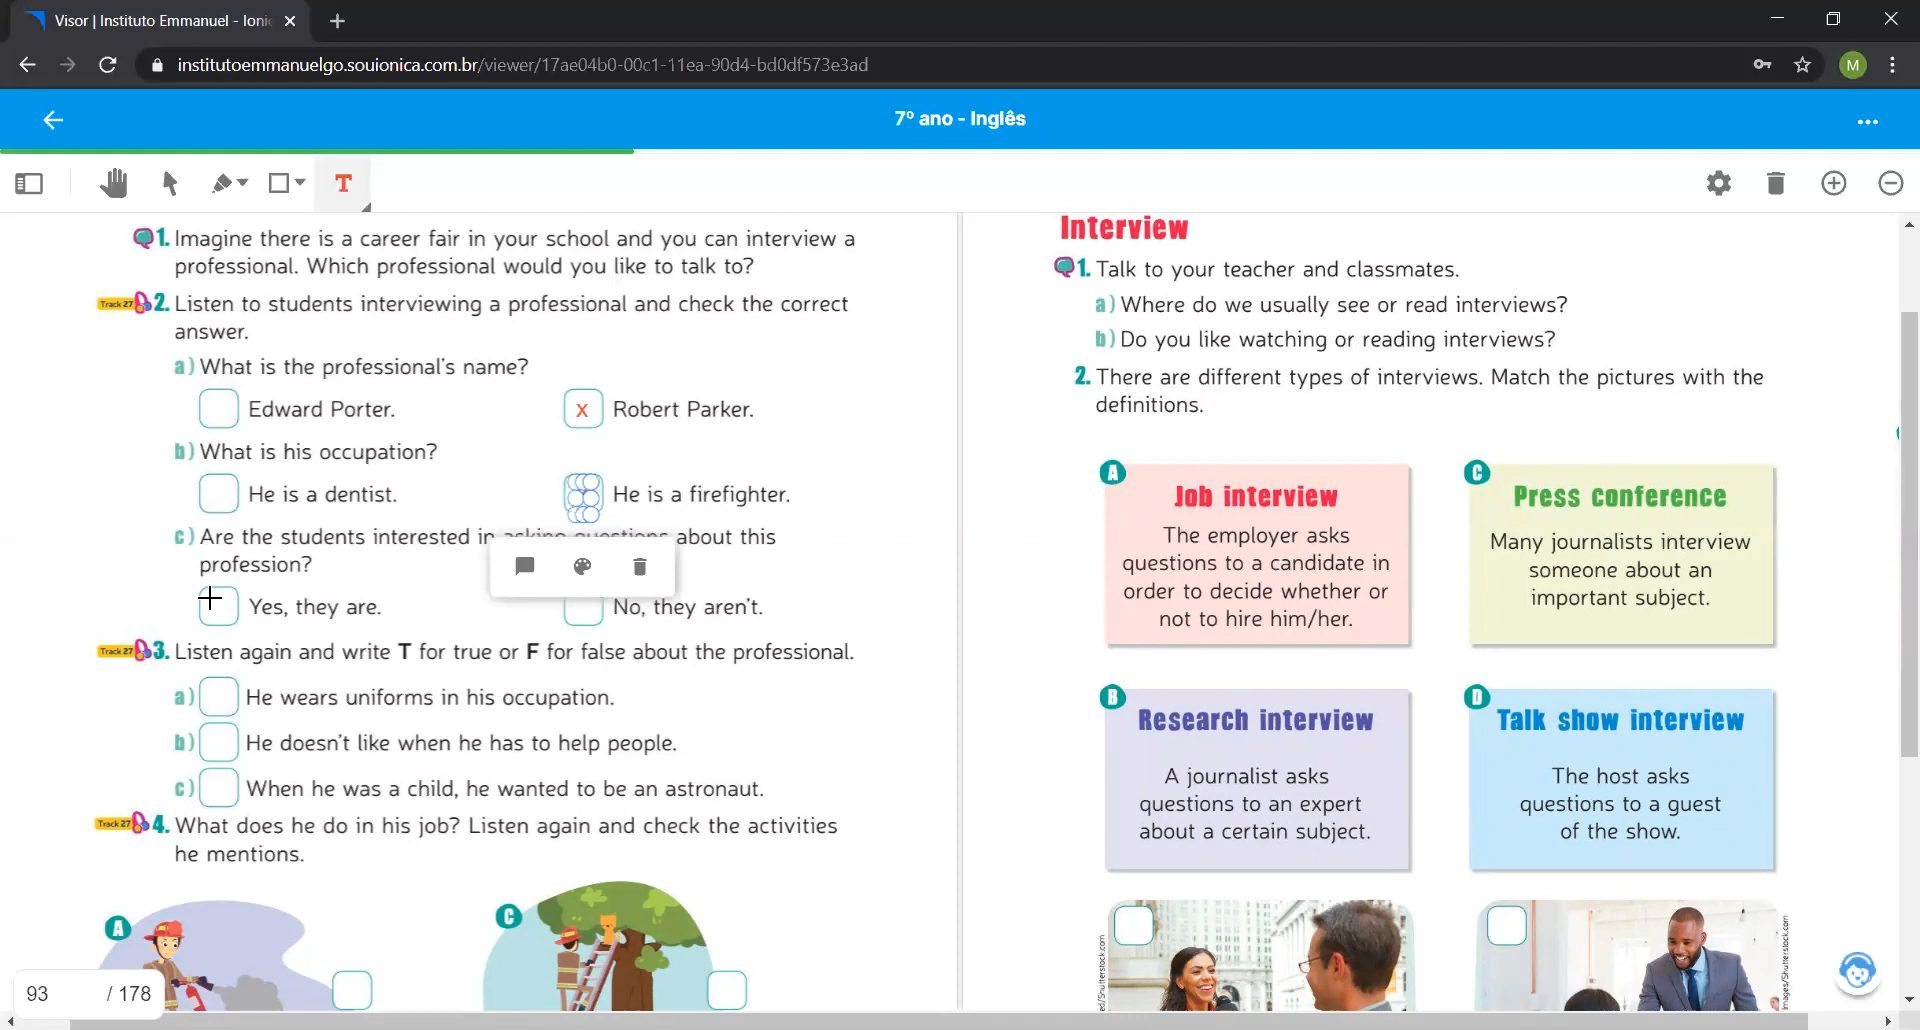 Visor | Instituto Emmanuel - Ioni
institutoemmanuelgo.souionica.com.br/viewer/17ae04b0-00c1-11ea-90d4-bd0df573e3ad
M
7º ano - Inglês
T
1. Imagine there is a career fair in your school and you can interview a
professional. Which professional would you like to talk to?
Track 27 2. Listen to students interviewing a professional and check the correct
answer.
a) What is the professional's name?
Edward Porter.
x Robert Parker.
b) What is his occupation?
He is a dentist.
He is a firefighter.
c) Are the students interested in asking questions about this
profession?
Yes, they are.
No, they aren't.
Track 27 3. Listen again and write T for true or F for false about the professional.
a) He wears uniforms in his occupation.
b) He doesn't like when he has to help people.
c) When he was a child, he wanted to be an astronaut.
Track 27 4. What does he do in his job? Listen again and check the activities
he mentions.
A
C
93 / 178
Interview
1. Talk to your teacher and classmates.
a) Where do we usually see or read interviews?
b) Do you like watching or reading interviews?
2. There are different types of interviews. Match the pictures with the
definitions.
A
Job interview
The employer asks
questions to a candidate in
order to decide whether or
not to hire him/her.
C
Press conference
Many journalists interview
someone about an
important subject.
B
Research interview
A journalist asks
questions to an expert
about a certain subject.
D
Talk show interview
The host asks
questions to a guest
of the show.
ed/Shutterstock.com
mages/Shutterstock.com